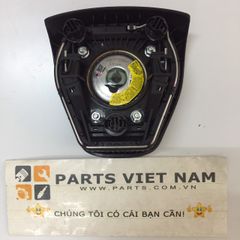 PARTS VIET NAM
WWW.PARTS.COM.VN
CHÚNG TÔI CÓ CÁI BẠN CẦN!